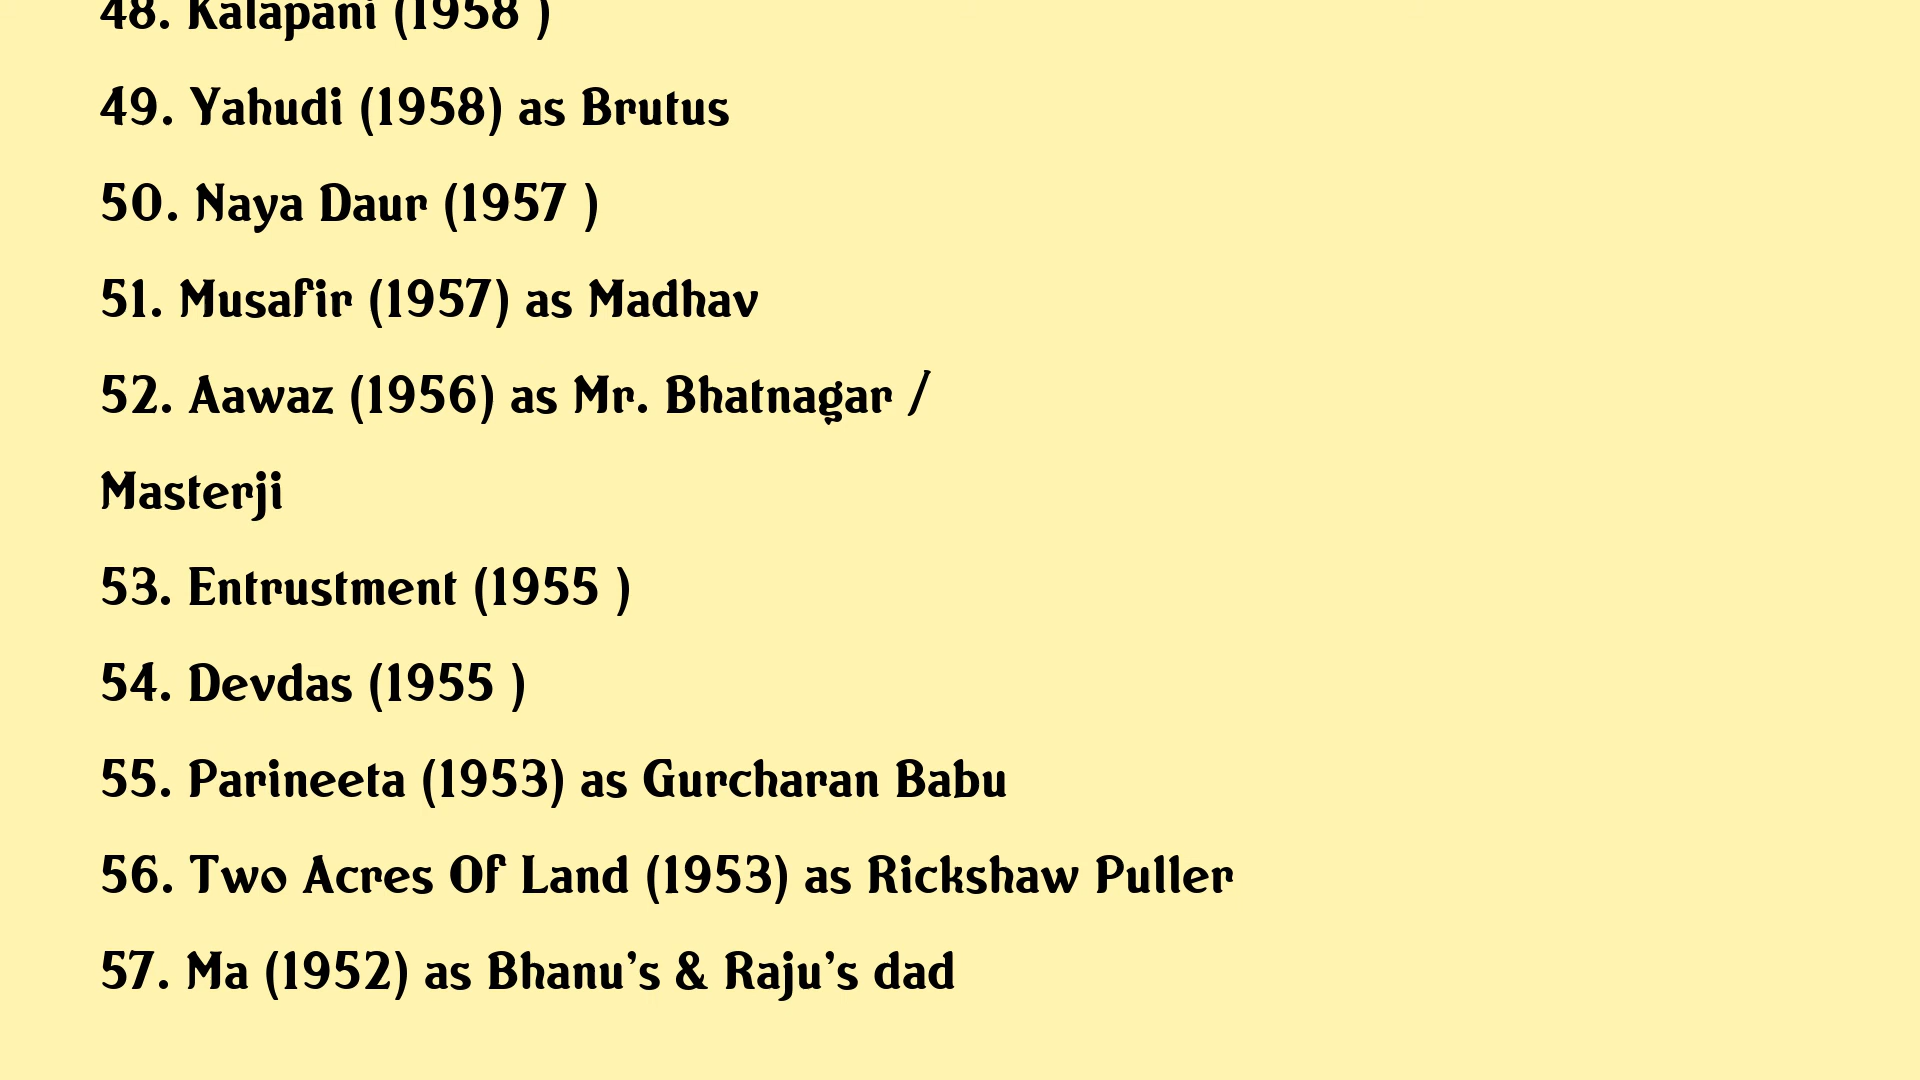 48. Kalapani (1958 )
49. Yahudi (1958) as Brutus
50. Naya Daur (1957 )
51. Musafir (1957) as Madhav
52. Aawaz (1956) as Mr. Bhatnagar /
Masterji
53. Entrustment (1955 )
54. Devdas (1955 )
55. Parineeta (1953) as Gurcharan Babu
56. Two Acres Of Land (1953) as Rickshaw Puller
57. Ma (1952) as Bhanu’s & Raju’s dad